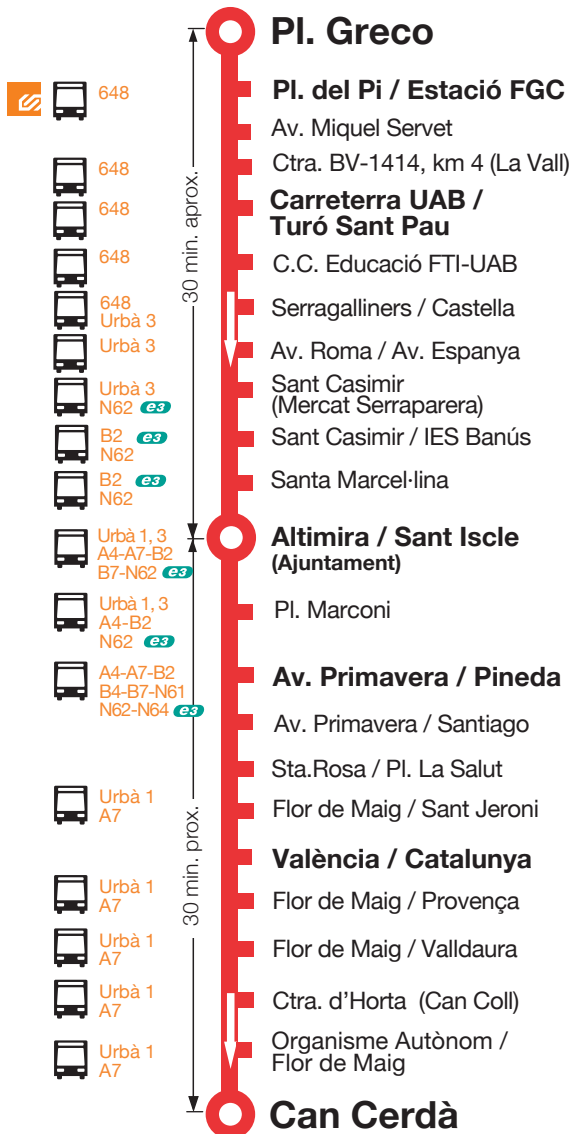 Pl. Greco
648
Pl. del Pi / Estació FGC
Av. Miquel Servet
648
Ctra. BV-1414, km 4 (La Vall)
648
Carreterra UAB /
Turó Sant Pau
30 min. aprox.
648
C.C. Educació FTI-UAB
648
Urbà 3
Serragalliners / Castella
Urbà 3
Av. Roma / Av. Espanya
Urbà 3
N62 e3
Sant Casimir
(Mercat Serraparera)
B2 e3
N62
Sant Casimir / IES Banús
B2 e3
N62
Santa Marcel·lina
Urbà 1, 3
A4-A7-B2
B7-N62 e3
Altimira / Sant Iscle
(Ajuntament)
Urbà 1, 3
A4-B2
N62 e3
Pl. Marconi
A4-A7-B2
B4-B7-N61
N62-N64 e3
Av. Primavera / Pineda
Av. Primavera / Santiago
Sta.Rosa / Pl. La Salut
Urbà 1
A7
Flor de Maig / Sant Jeroni
30 min. prox.
València / Catalunya
Urbà 1
A7
Flor de Maig / Provença
Urbà 1
A7
Flor de Maig / Valldaura
Urbà 1
A7
Ctra. d'Horta (Can Coll)
Urbà 1
A7
Organisme Autònom /
Flor de Maig
Can Cerdà